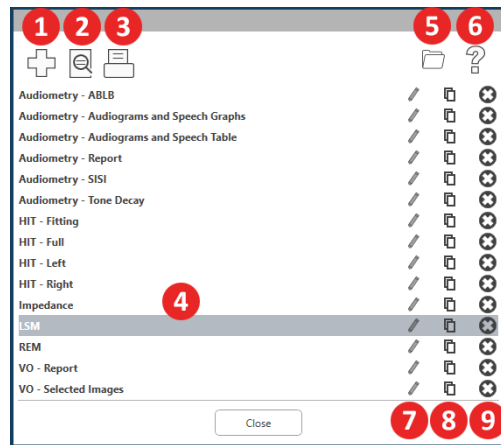 1 2 3 5 6
?
Audiometry - ABLB
Audiometry - Audiograms and Speech Graphs
Audiometry - Audiograms and Speech Table
Audiometry - Report
Audiometry - SISI
Audiometry - Tone Decay
HIT - Fitting
HIT - Full
HIT - Left
HIT - Right
Impedance
4
LSM
REM
VO - Report
VO - Selected Images
Close
7 8 9